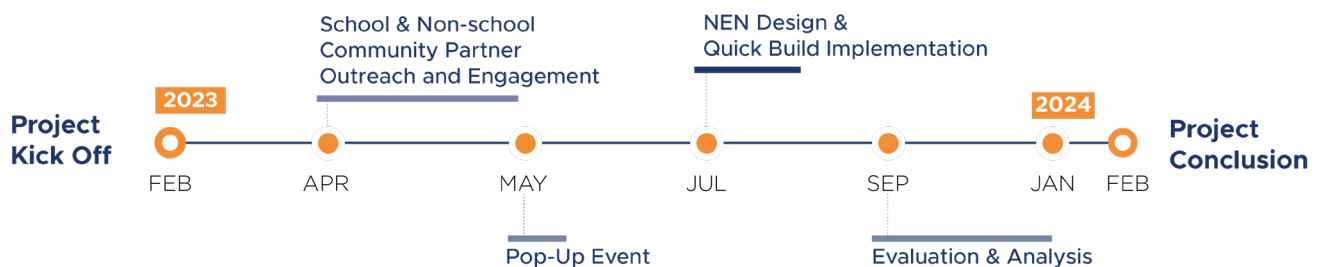 School & Non-school
Community Partner
Outreach and Engagement
NEN Design &
Quick Build Implementation
2023
2024
Project
Kick Off
Project
Conclusion
FEB
APR
MAY
JUL
SEP
JAN
FEB
Pop-Up Event
Evaluation & Analysis